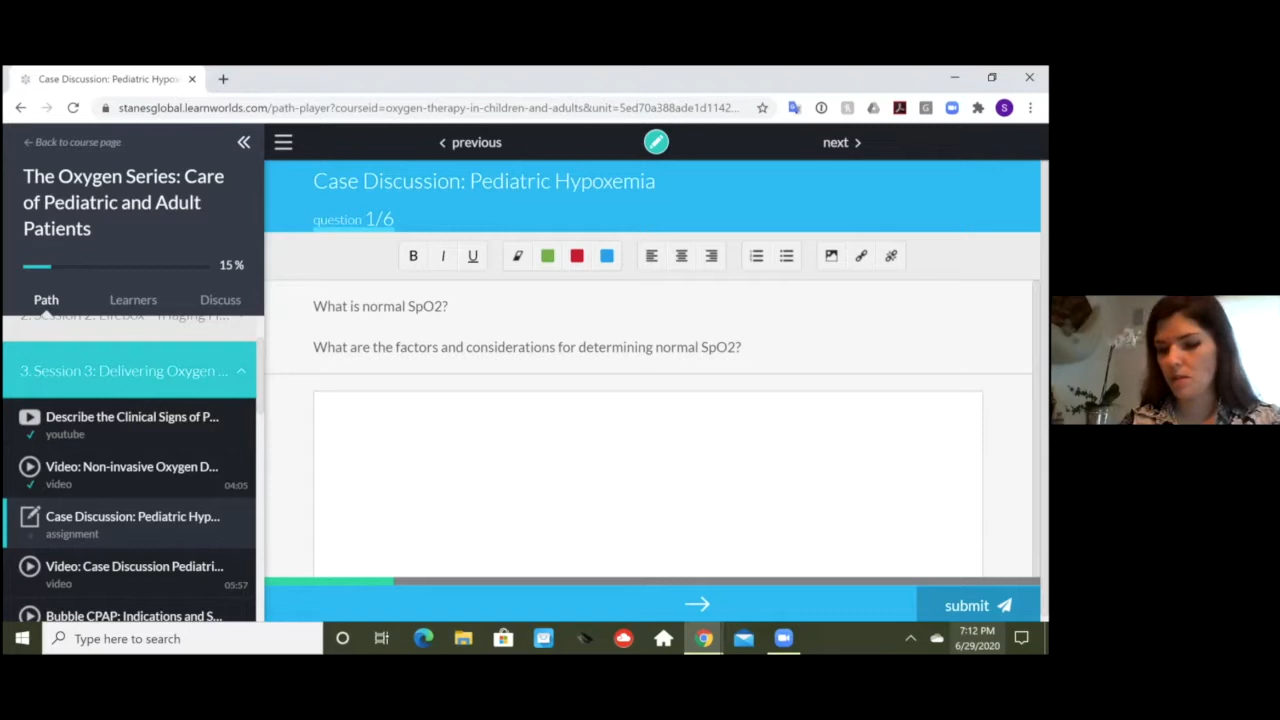 Case Discussion: Pediatric Hypo
stanesglobal.learnworlds.com/path-player?courseid=oxygen-therapy-in-children-and-adults&unit=5ed70a388ade1d1142...
S
Back to course page
previous
next
The Oxygen Series: Care
of Pediatric and Adult
Patients
15%
Path
Learners
Discuss
Case Discussion: Pediatric Hypoxemia
question 1/6
B I U
2. Session 2: Lifebox - Triaging
3. Session 3: Delivering Oxygen ...
Describe the Clinical Signs of P...
youtube
Video: Non-invasive Oxygen D...
video
04:05
Case Discussion: Pediatric Hyp...
assignment
Video: Case Discussion Pediatri...
video
05:57
Bubble CPAP: Indications and S...
What is normal SpO2?
What are the factors and considerations for determining normal SpO2?
submit
Type here to search
7:12 PM
6/29/2020